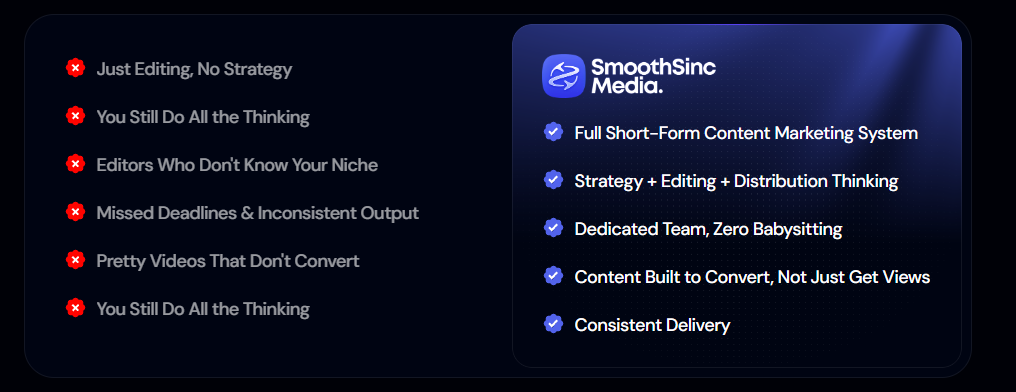 Just Editing, No Strategy
You Still Do All the Thinking
Editors Who Don't Know Your Niche
Missed Deadlines & Inconsistent Output
Pretty Videos That Don't Convert
You Still Do All the Thinking
SmoothSinc
Media.
Full Short-Form Content Marketing System
Strategy + Editing + Distribution Thinking
Dedicated Team, Zero Babysitting
Content Built to Convert, Not Just Get Views
Consistent Delivery